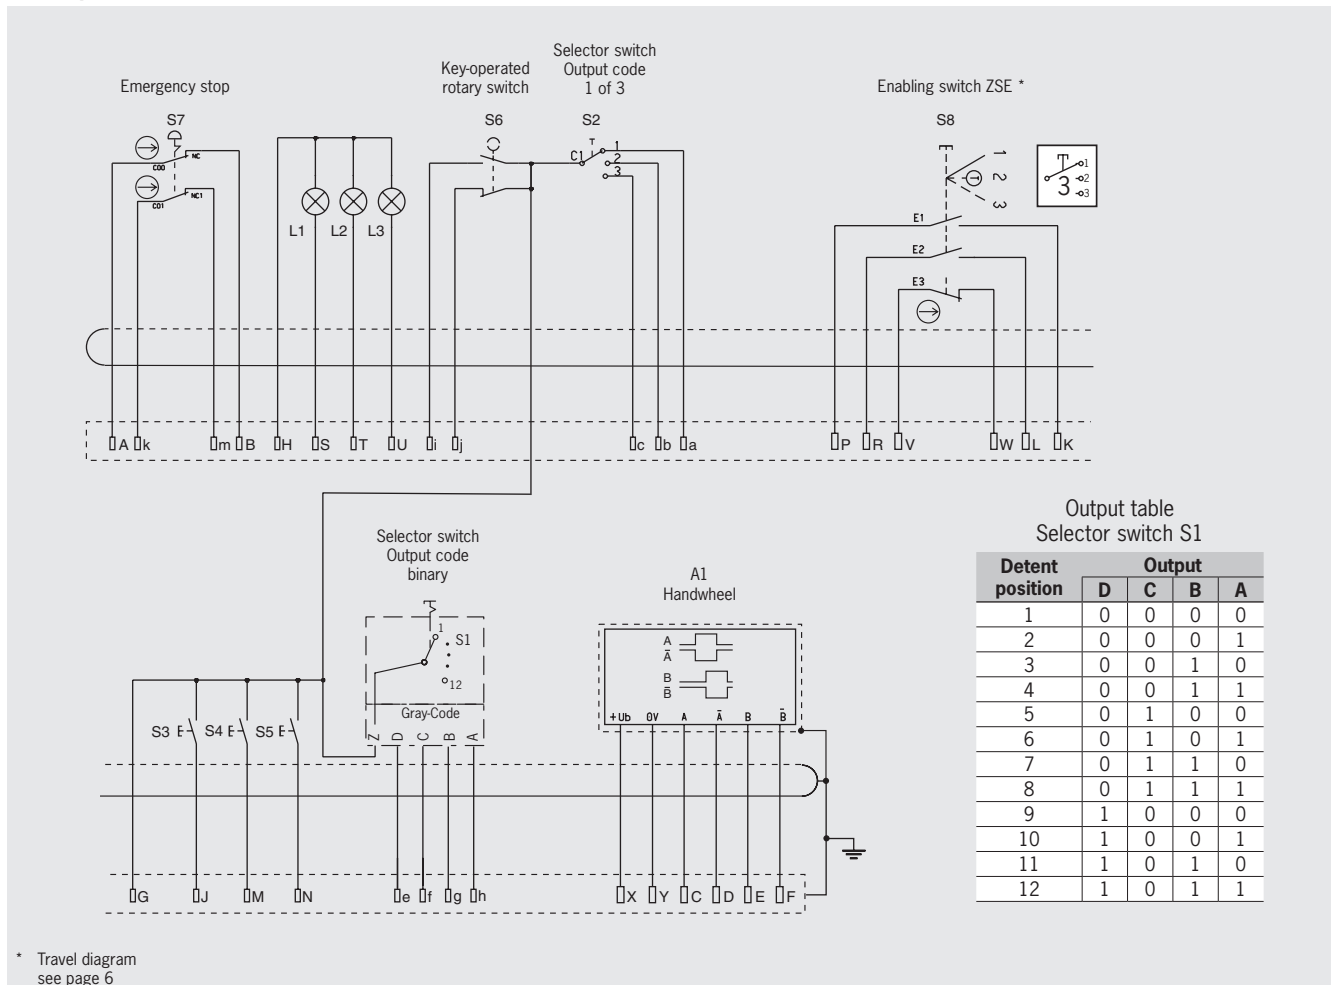 Emergency stop
S7
NC
C00
NC1
C01
L1 L2 L3
Key-operated
rotary switch
S6
Selector switch
Output code
1 of 3
S2
C1
1
2
3
Enabling switch ZSE *
S8
1
2
3
E1
E2
E3
3
1
2
3
A k m B H S T U i j c b a P R V W L K
Selector switch
Output code
binary
1
S1
12
Gray-Code
Z D C B A
S3 S4 S5
A1
Handwheel
A
A̅
B
B̅
+Ub 0V A A̅ B B̅
G J M N e f g h X Y C D E F
Output table
Selector switch S1
Detent position Output
D C B A
1 0 0 0 0
2 0 0 0 1
3 0 0 1 0
4 0 0 1 1
5 0 1 0 0
6 0 1 0 1
7 0 1 1 0
8 0 1 1 1
9 1 0 0 0
10 1 0 0 1
11 1 0 1 0
12 1 0 1 1
* Travel diagram
see page 6